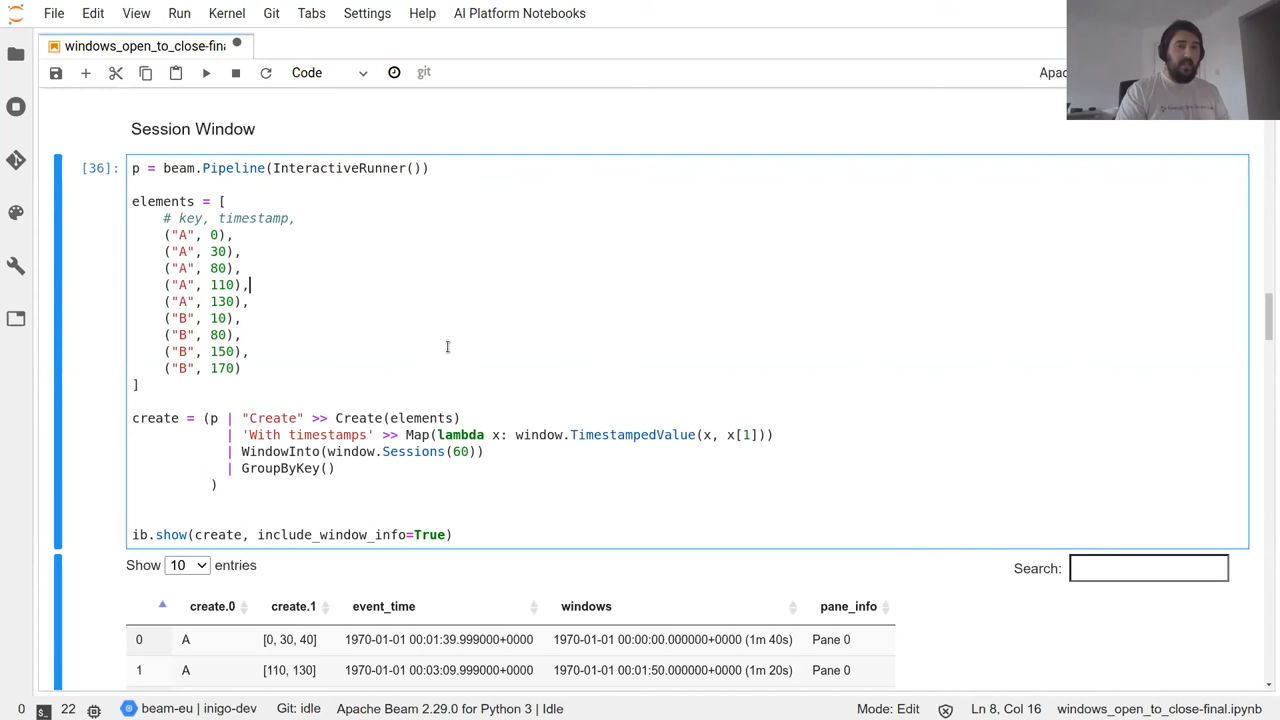 File Edit View Run Kernel Git Tabs Settings Help AI Platform Notebooks
windows_open_to_close-fina
Code git Apac
Session Window
[36]: p = beam.Pipeline(InteractiveRunner())
elements = [
# key, timestamp,
("A", 0),
("A", 30),
("A", 80),
("A", 110),
("A", 130),
("B", 10),
("B", 80),
("B", 150),
("B", 170)
]
create = (p | "Create" >> Create(elements)
| 'With timestamps' >> Map(lambda x: window.TimestampedValue(x, x[1]))
| WindowInto(window.Sessions(60))
| GroupByKey()
)
ib.show(create, include_window_info=True)
Show 10 entries Search:
create.0 create.1 event_time windows pane_info
0 A [0, 30, 40] 1970-01-01 00:01:39.999000+0000 1970-01-01 00:00:00.000000+0000 (1m 40s) Pane 0
1 A [110, 130] 1970-01-01 00:03:09.999000+0000 1970-01-01 00:01:50.000000+0000 (1m 20s) Pane 0
0 22 beam-eu | inigo-dev Git: idle Apache Beam 2.29.0 for Python 3 | Idle Mode: Edit Ln 8, Col 16 windows_open_to_close-final.ipynb